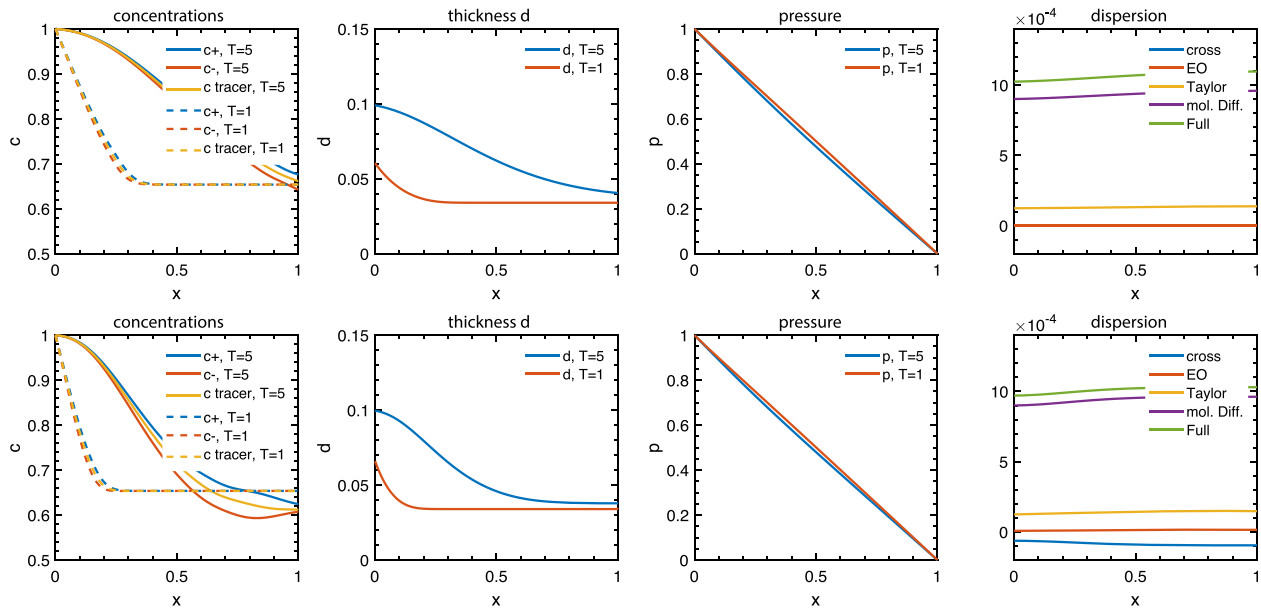 concentrations
1
0.9
0.8
0.7
0.6
0.5
c
0
0.5
1
x
c+, T=5
c-, T=5
c tracer, T=5
c+, T=1
c-, T=1
c tracer, T=1
thickness d
0.15
0.1
0.05
0
d
0
0.5
1
x
d, T=5
d, T=1
pressure
1
0.8
0.6
0.4
0.2
0
p
0
0.5
1
x
p, T=5
p, T=1
dispersion
×10-4
10
5
0
0
0.5
1
x
cross
EO
Taylor
mol. Diff.
Full
concentrations
1
0.9
0.8
0.7
0.6
0.5
c
0
0.5
1
x
c+, T=5
c-, T=5
c tracer, T=5
c+, T=1
c-, T=1
c tracer, T=1
thickness d
0.15
0.1
0.05
0
d
0
0.5
1
x
d, T=5
d, T=1
pressure
1
0.8
0.6
0.4
0.2
0
p
0
0.5
1
x
p, T=5
p, T=1
dispersion
×10-4
10
5
0
0
0.5
1
x
cross
EO
Taylor
mol. Diff.
Full